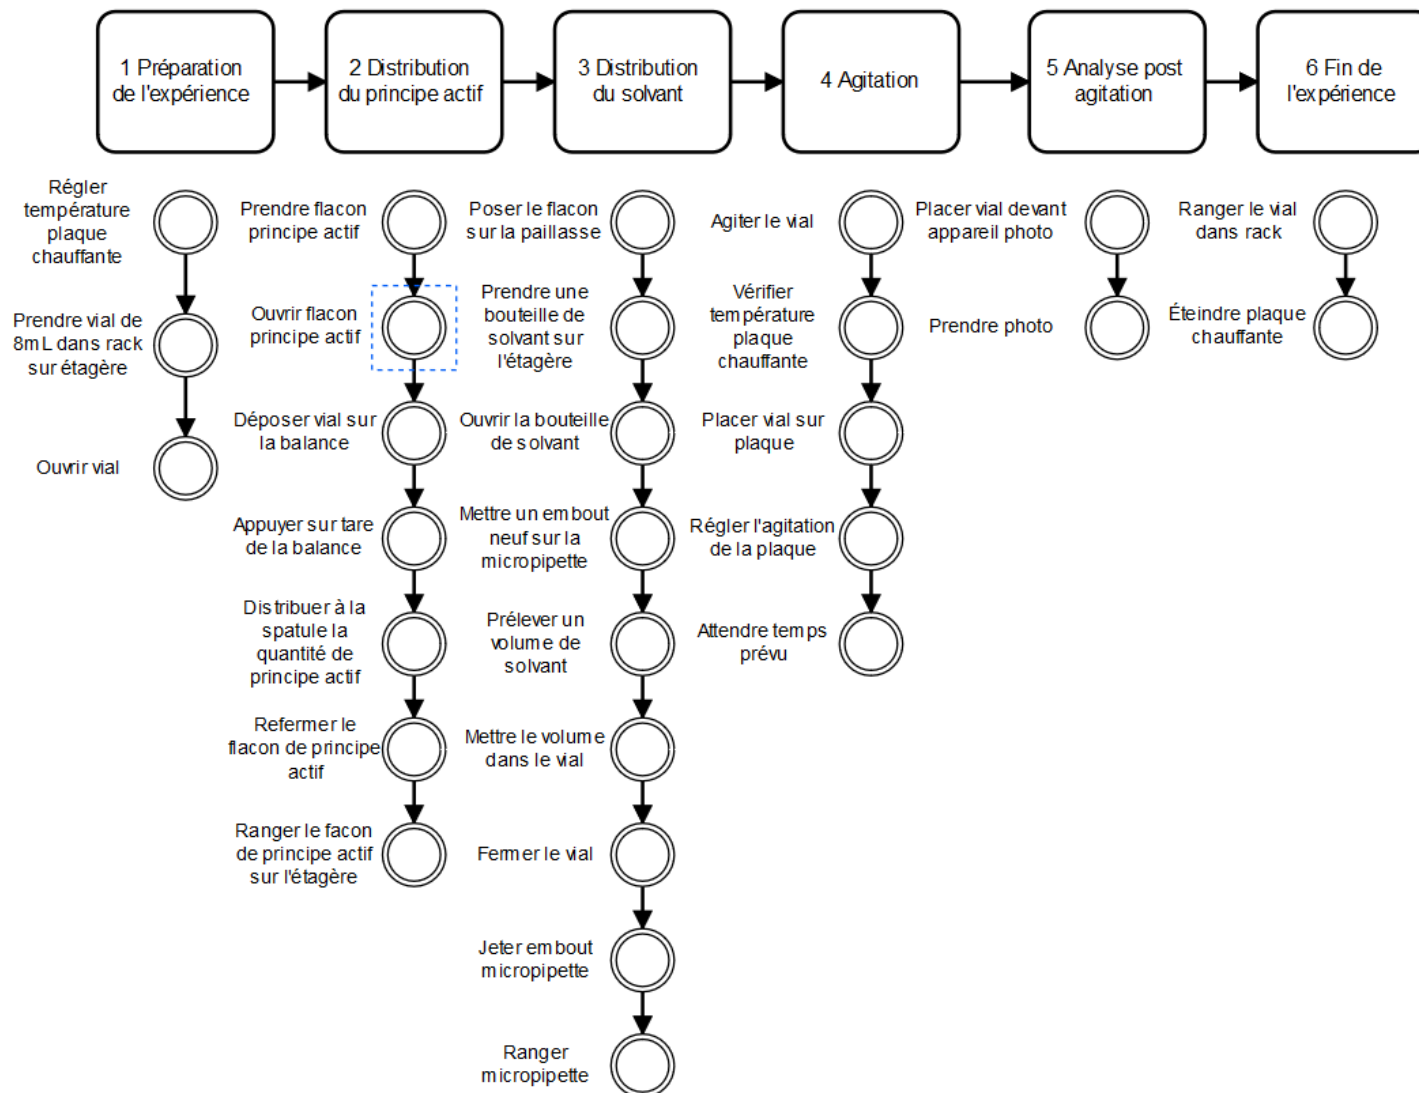 1 Préparation
de l'expérience
2 Distribution
du principe actif
3 Distribution
du solvant
4 Agitation
5 Analyse post
agitation
6 Fin de
l'expérience
Régler
température
plaque
chauffante
Prendre vial de
8mL dans rack
sur étagère
Ouvrir vial
Prendre flacon
principe actif
Ouvrir flacon
principe actif
Déposer vial sur
la balance
Appuyer sur tare
de la balance
Distribuer à la
spatule la
quantité de
principe actif
Refermer le
flacon de principe
actif
Ranger le facon
de principe actif
sur l'étagère
Poser le flacon
sur la paillasse
Prendre une
bouteille de
solvant sur
l'étagère
Ouvrir la bouteille
de solvant
Mettre un embout
neuf sur la
micropipette
Prélever un
volume de
solvant
Mettre le volume
dans le vial
Fermer le vial
Jeter embout
micropipette
Ranger
micropipette
Agiter le vial
Vérifier
température
plaque
chauffante
Placer vial sur
plaque
Régler l'agitation
de la plaque
Attendre temps
prévu
Placer vial devant
appareil photo
Prendre photo
Ranger le vial
dans rack
Éteindre plaque
chauffante